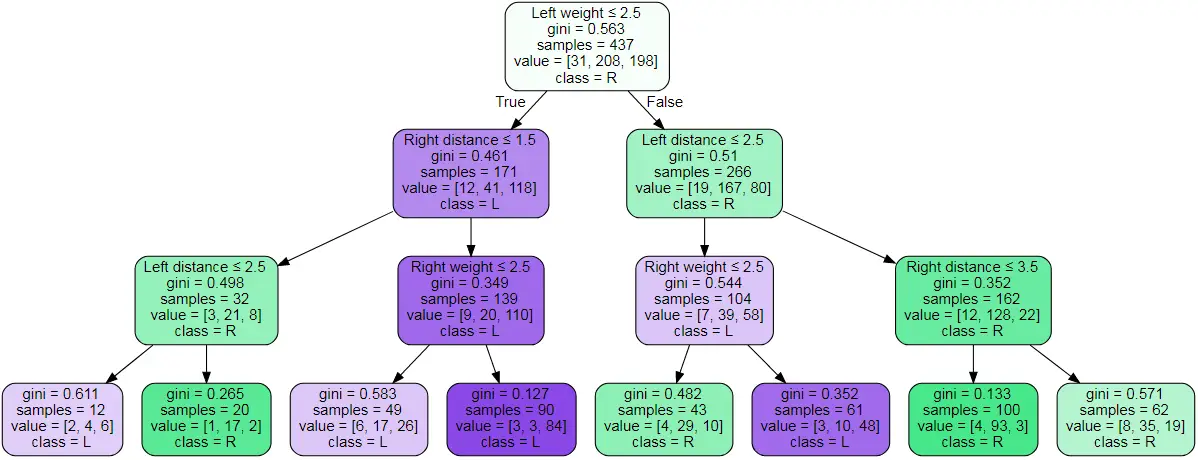 Left weight ≤ 2.5
gini = 0.563
samples = 437
value = [31, 208, 198]
class = R
True
False
Right distance ≤ 1.5
gini = 0.461
samples = 171
value = [12, 41, 118]
class = L
Left distance ≤ 2.5
gini = 0.51
samples = 266
value = [19, 167, 80]
class = R
Left distance ≤ 2.5
gini = 0.498
samples = 32
value = [3, 21, 8]
class = R
Right weight ≤ 2.5
gini = 0.349
samples = 139
value = [9, 20, 110]
class = L
Right weight ≤ 2.5
gini = 0.544
samples = 104
value = [7, 39, 58]
class = L
Right distance ≤ 3.5
gini = 0.352
samples = 162
value = [12, 128, 22]
class = R
gini = 0.611
samples = 12
value = [2, 4, 6]
class = L
gini = 0.265
samples = 20
value = [1, 17, 2]
class = R
gini = 0.583
samples = 49
value = [6, 17, 26]
class = L
gini = 0.127
samples = 90
value = [3, 3, 84]
class = L
gini = 0.482
samples = 43
value = [4, 29, 10]
class = R
gini = 0.352
samples = 61
value = [3, 10, 48]
class = L
gini = 0.133
samples = 100
value = [4, 93, 3]
class = R
gini = 0.571
samples = 62
value = [8, 35, 19]
class = R